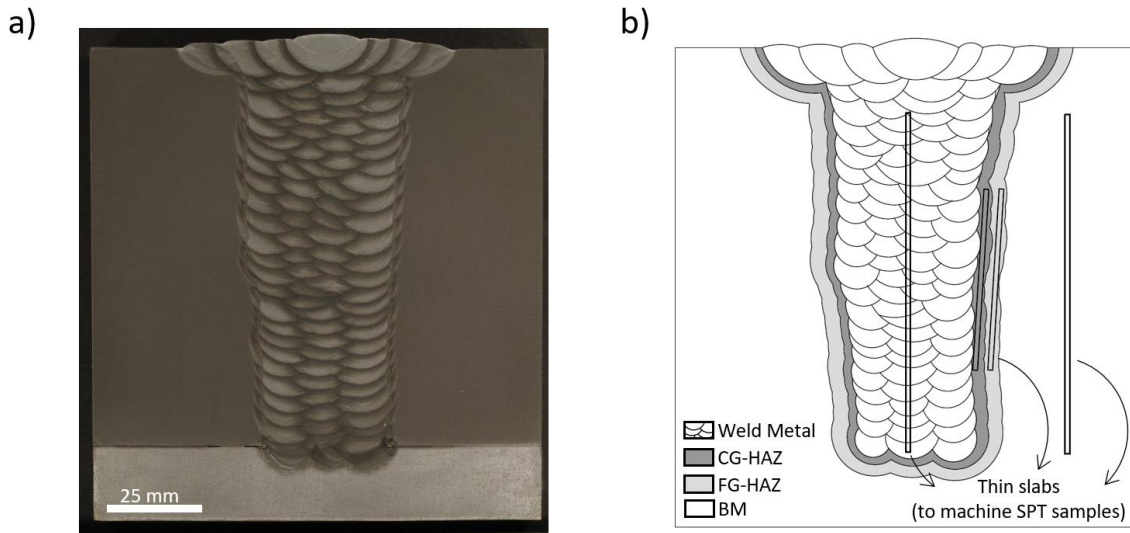 a)
25 mm
b)
Weld Metal
CG-HAZ
FG-HAZ
BM
Thin slabs
(to machine SPT samples)